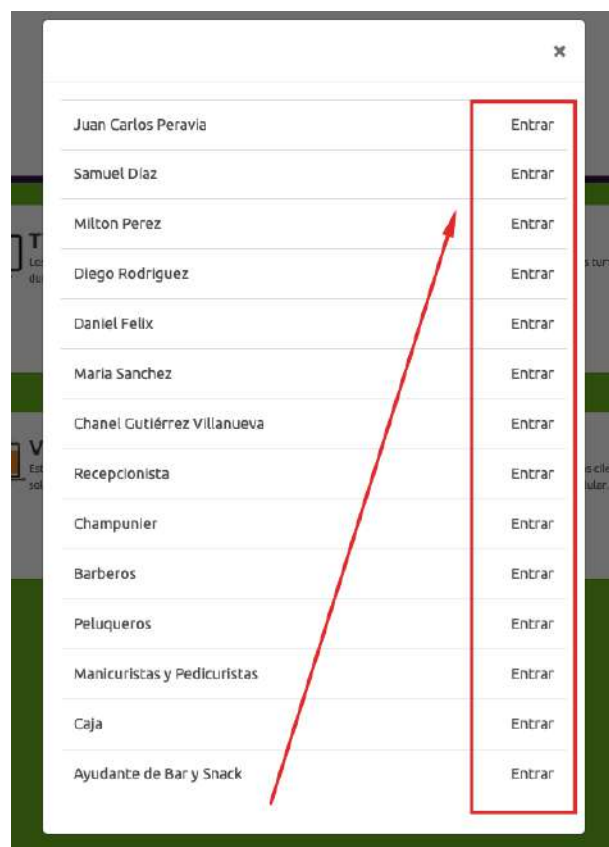 ×
Juan Carlos Peravia Entrar
Samuel Díaz Entrar
Milton Perez Entrar
Diego Rodriguez Entrar
Daniel Felix Entrar
Maria Sanchez Entrar
Chanel Gutiérrez Villanueva Entrar
Recepcionista Entrar
Champunier Entrar
Barberos Entrar
Peluqueros Entrar
Manicuristas y Pedicuristas Entrar
Caja Entrar
Ayudante de Bar y Snack Entrar